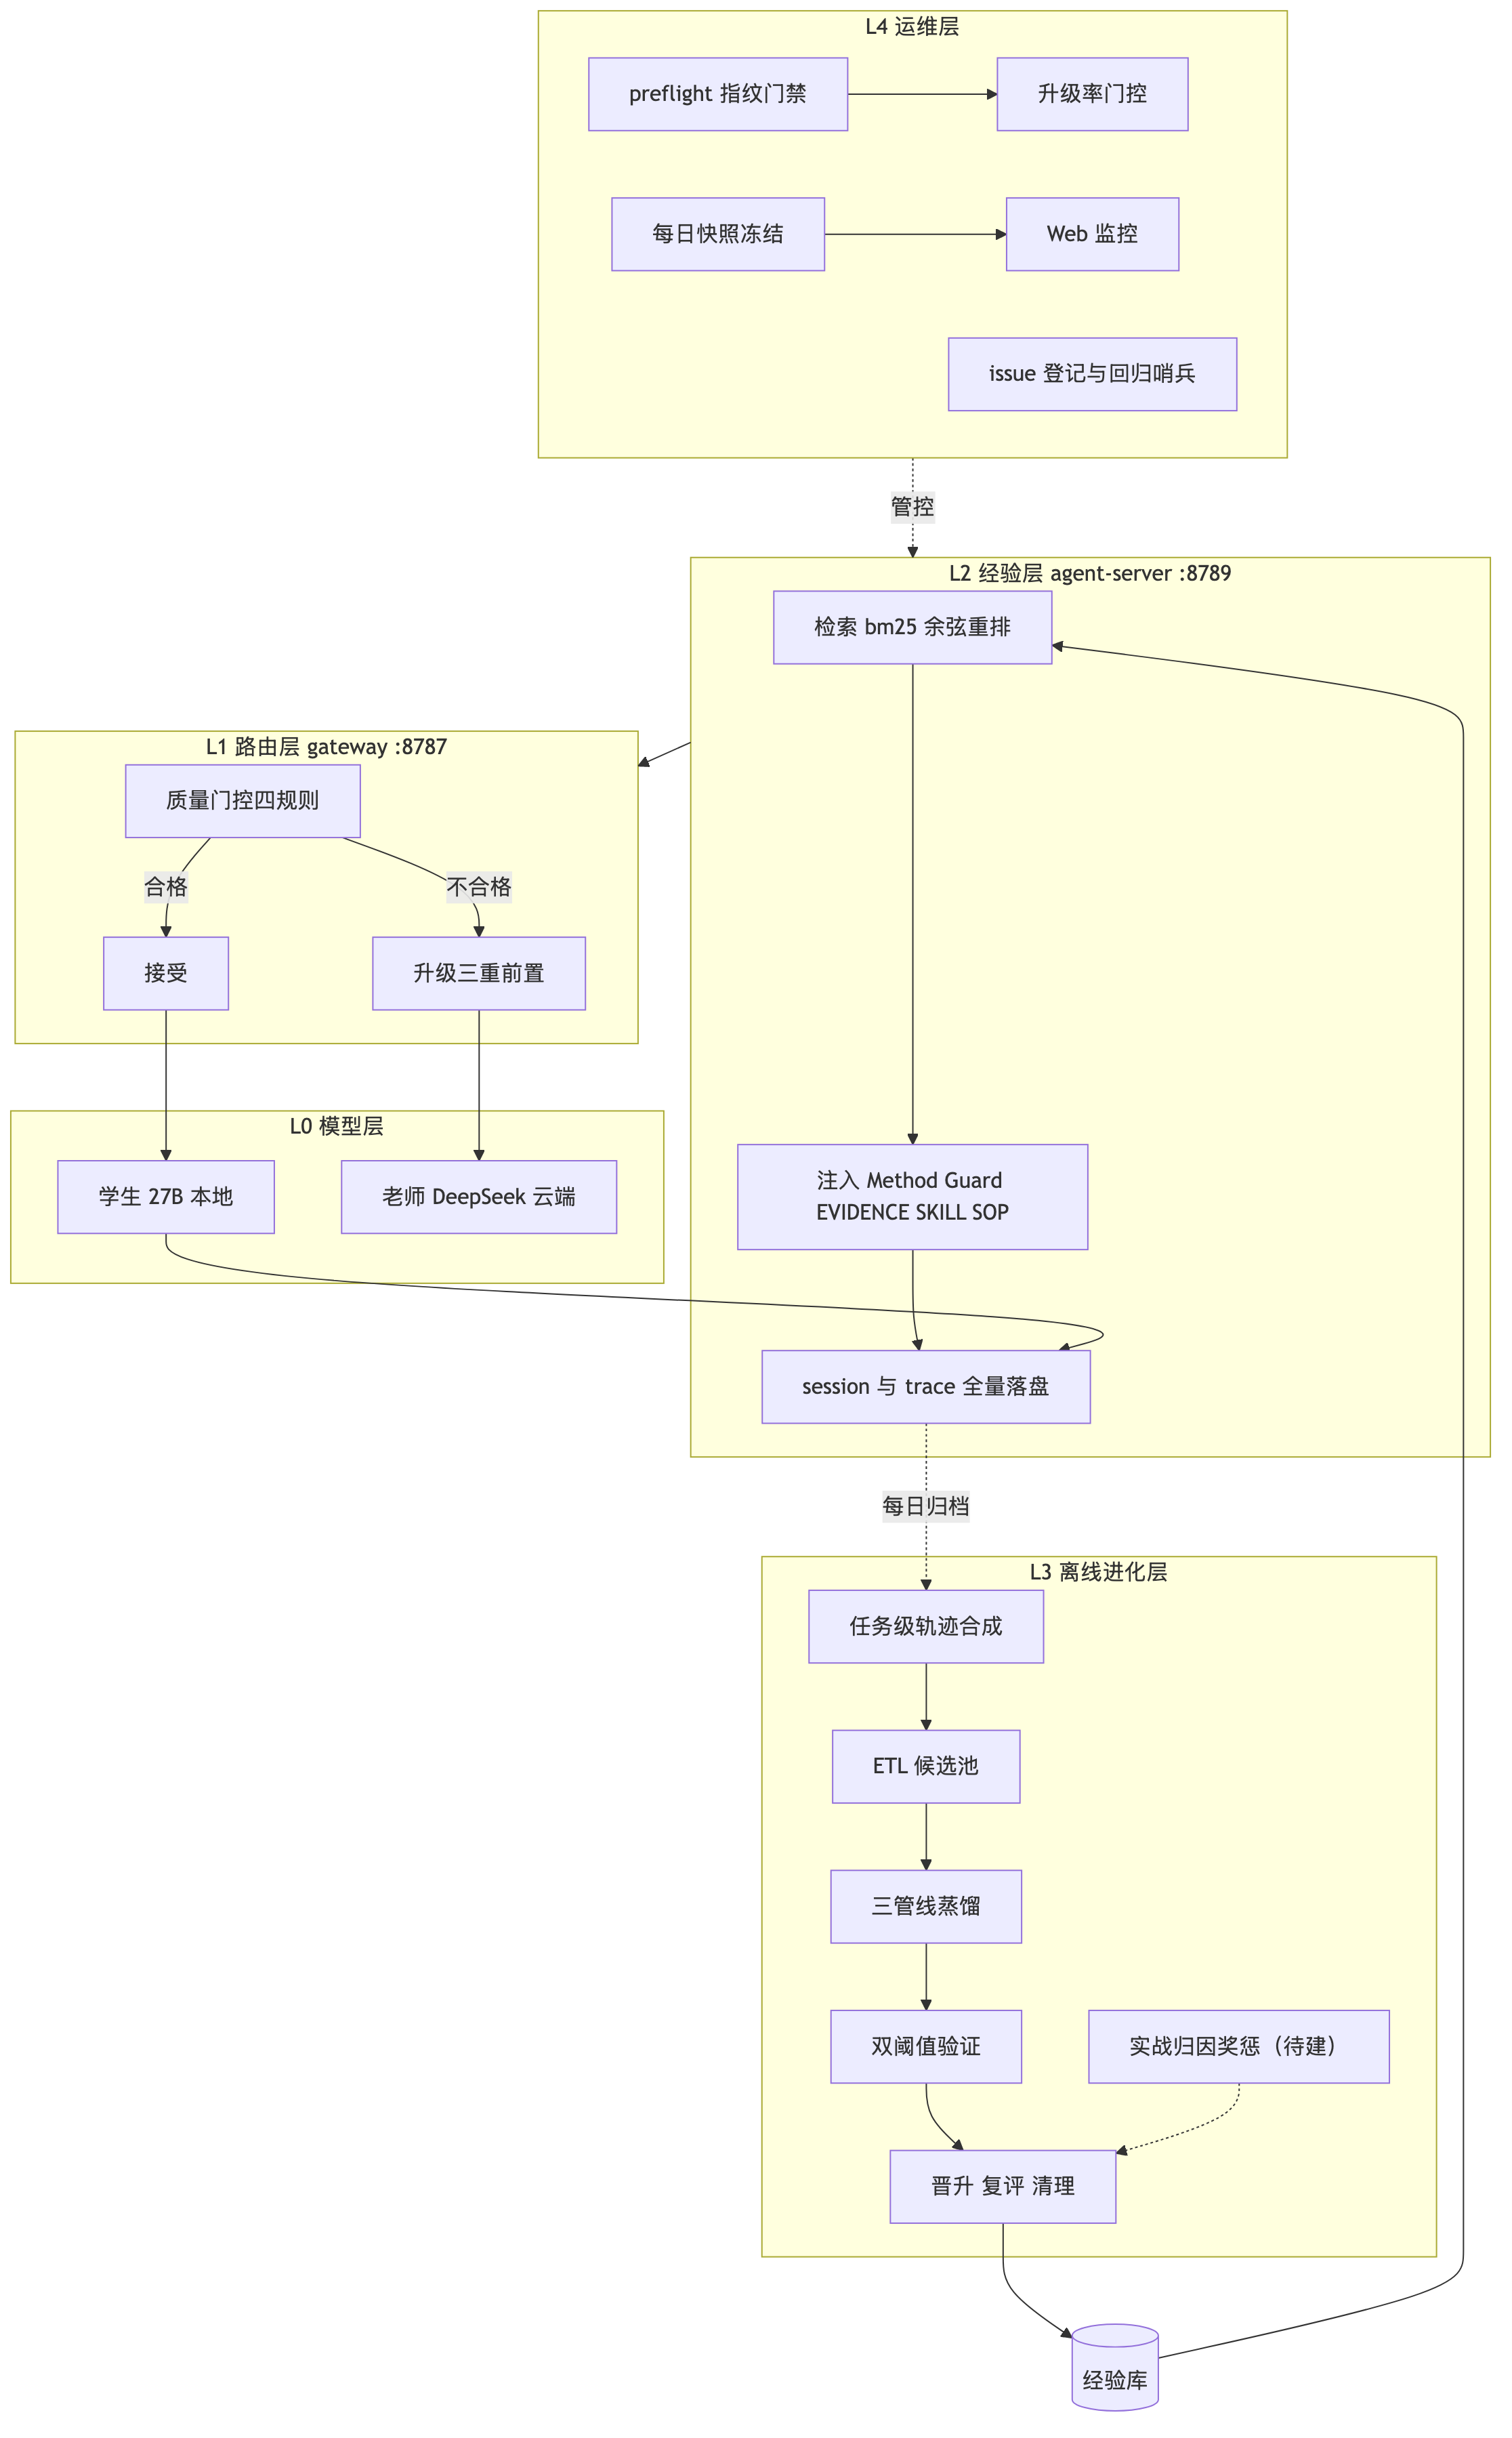 L4 运维层
preflight 指纹门禁
升级率门控
每日快照冻结
Web 监控
issue 登记与回归哨兵
管控
L2 经验层 agent-server :8789
检索 bm25 余弦重排
L1 路由层 gateway :8787
质量门控四规则
合格
不合格
接受
升级三重前置
L0 模型层
学生 27B 本地
老师 DeepSeek 云端
注入 Method Guard
EVIDENCE SKILL SOP
session 与 trace 全量落盘
每日归档
L3 离线进化层
任务级轨迹合成
ETL 候选池
三管线蒸馏
双阈值验证
实战归因奖惩（待建）
晋升 复评 清理
经验库